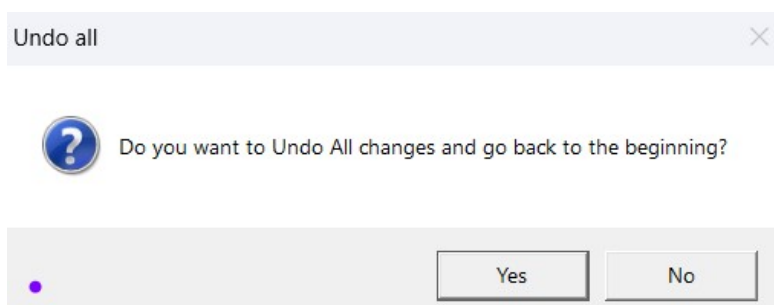 Undo all
Do you want to Undo All changes and go back to the beginning?
Yes No